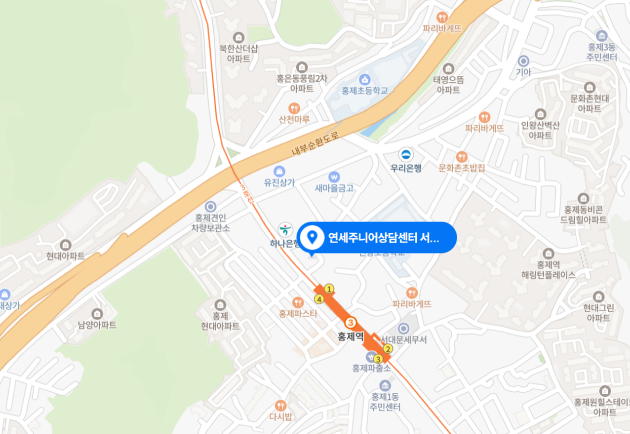 파리바게뜨
홍제3동
주민센터
북한산더샵
아파트
기아
홍은동풍림2차
아파트
홍제초등학교
태영으뜸
아파트
문화촌현대
아파트
산천마루
파리바게뜨
인왕산벽산
아파트
내부순환도로
우리은행
문화촌초밥집
유진상가
새마을금고
홍제견인
차량보관소
홍제동비콘
드림힐아파트
하나은행
연세주니어상담센터 서...
현대아파트
홍제역
해링턴플레이스
자상가
남양아파트
홍제
현대아파트
홍제파스타
1
4
3
파리바게뜨
현대그린
아파트
홍제역
서대문세무서
2
3
홍제파출소
홍제1동
주민센터
다시밥
홍제원힐스테이
아파트